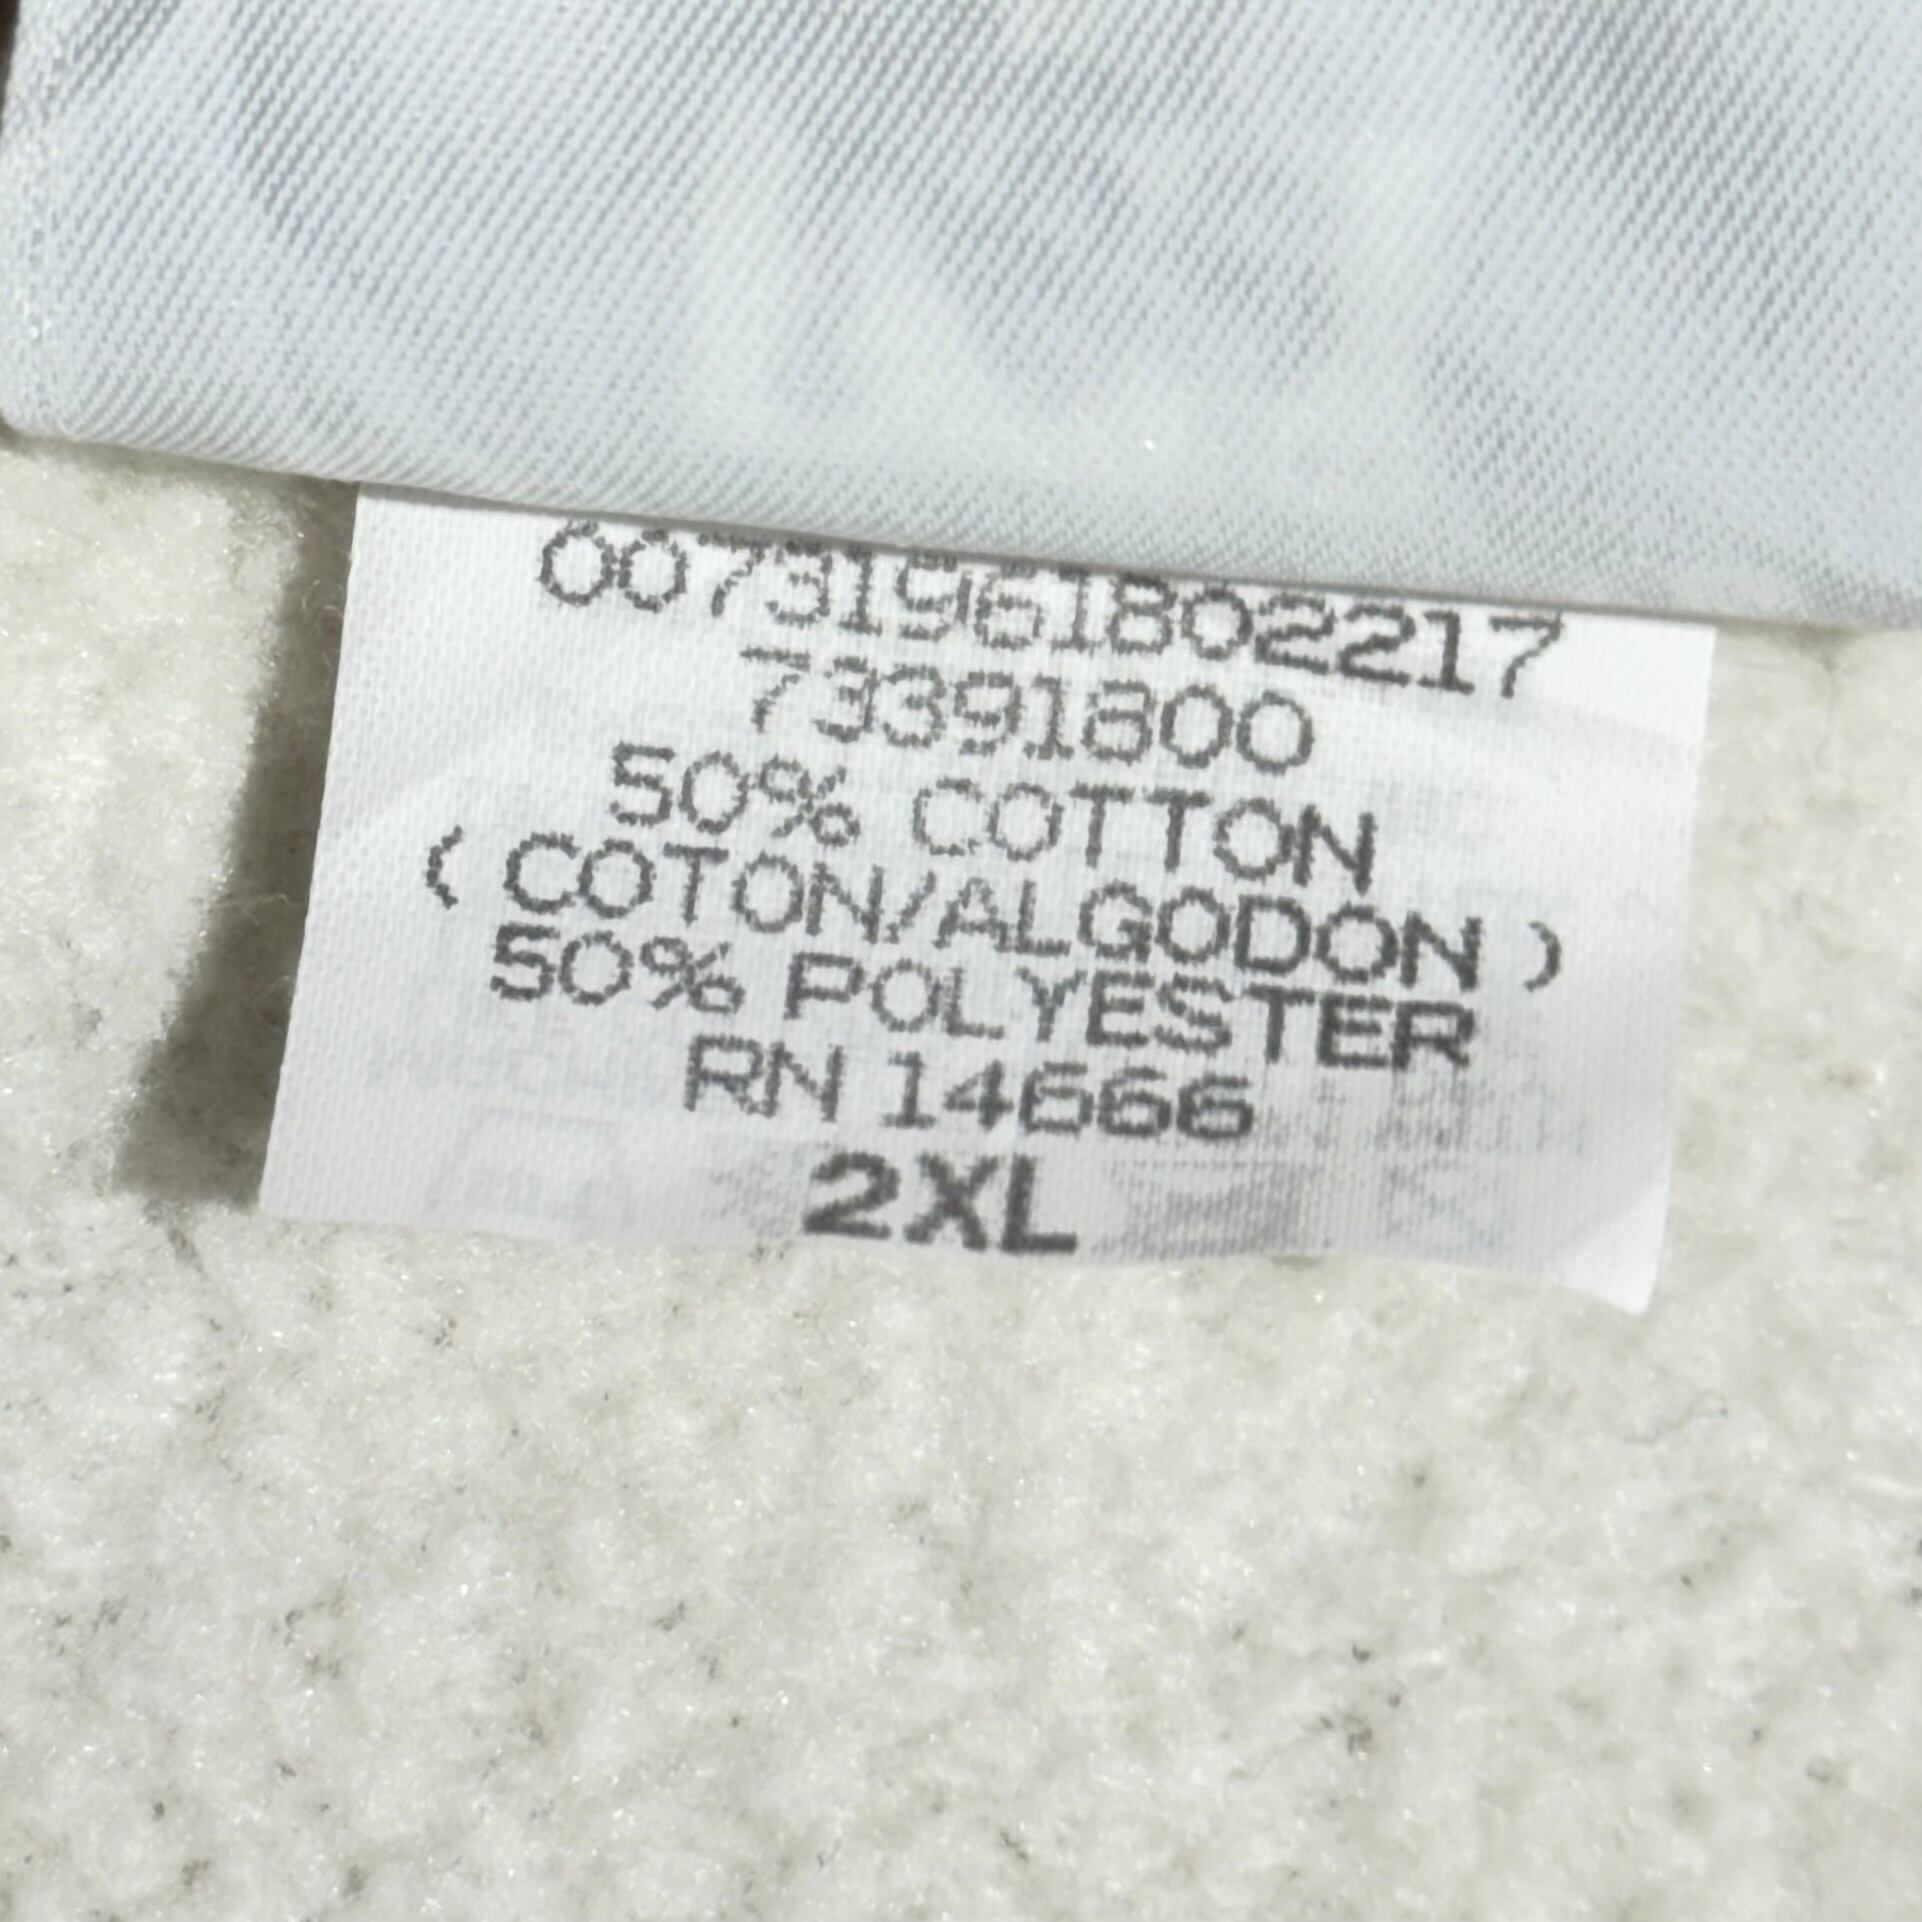 00731961802217
73391800
50% COTTON
( COTON/ALGODON )
50% POLYESTER
RN 14666
2XL